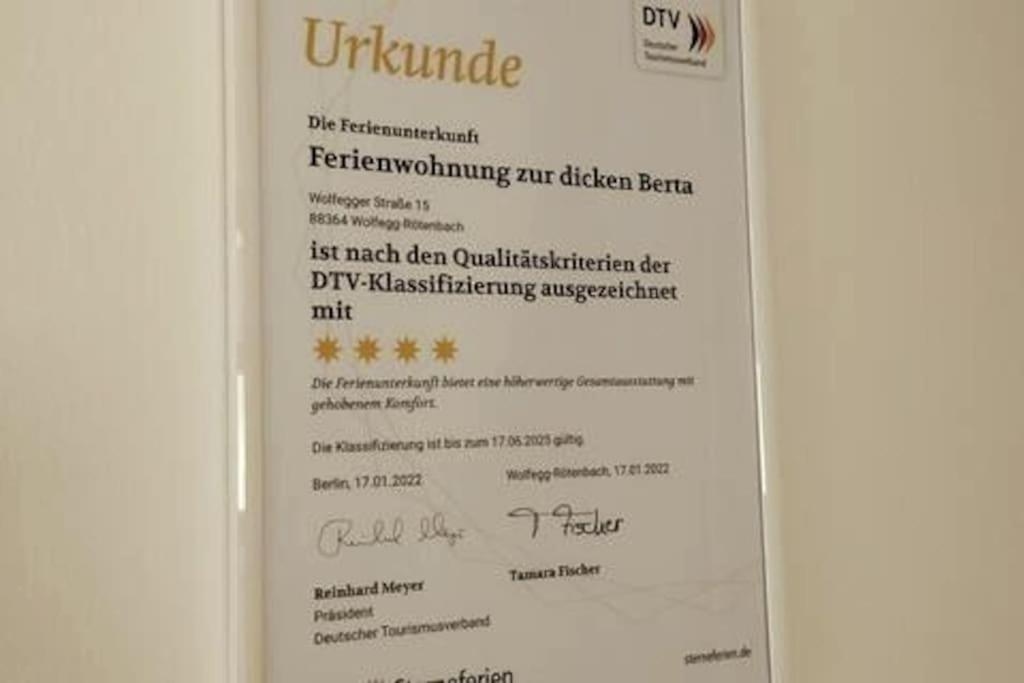 Urkunde
DTV
Deutscher
Tourismusverband
Die Ferienunterkunft
Ferienwohnung zur dicken Berta
Wolfegger Straße 15
88364 Wolfegg-Rötenbach
ist nach den Qualitätskriterien der
DTV-Klassifizierung ausgezeichnet
mit
Die Ferienunterkunft bietet eine höherwertige Gesamtausstattung mit
gehobenem Komfort.
Die Klassifizierung ist bis zum 17.06.2025 gültig.
Berlin, 17.01.2022
Wolfegg-Rötenbach, 17.01.2022
T Fischer
Reinhard Meyer
Tamara Fischer
Präsident
Deutscher Tourismusverband
sterneferien.de